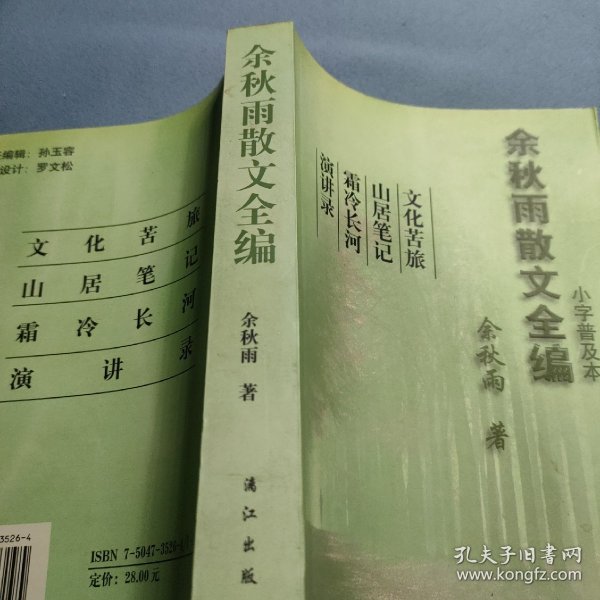 余秋雨散文全编
余秋雨 著
漓江出版
编辑：孙玉容
设计：罗文松
文化苦旅
山居笔记
霜冷长河
演讲录
3526-4
ISBN 7-5047-3526-
定价：28.00元
文化苦旅
山居笔记
霜冷长河
演讲录
余秋雨散文全编
小字普及本
余秋雨 著
孔夫子旧书网
www.kongfz.com